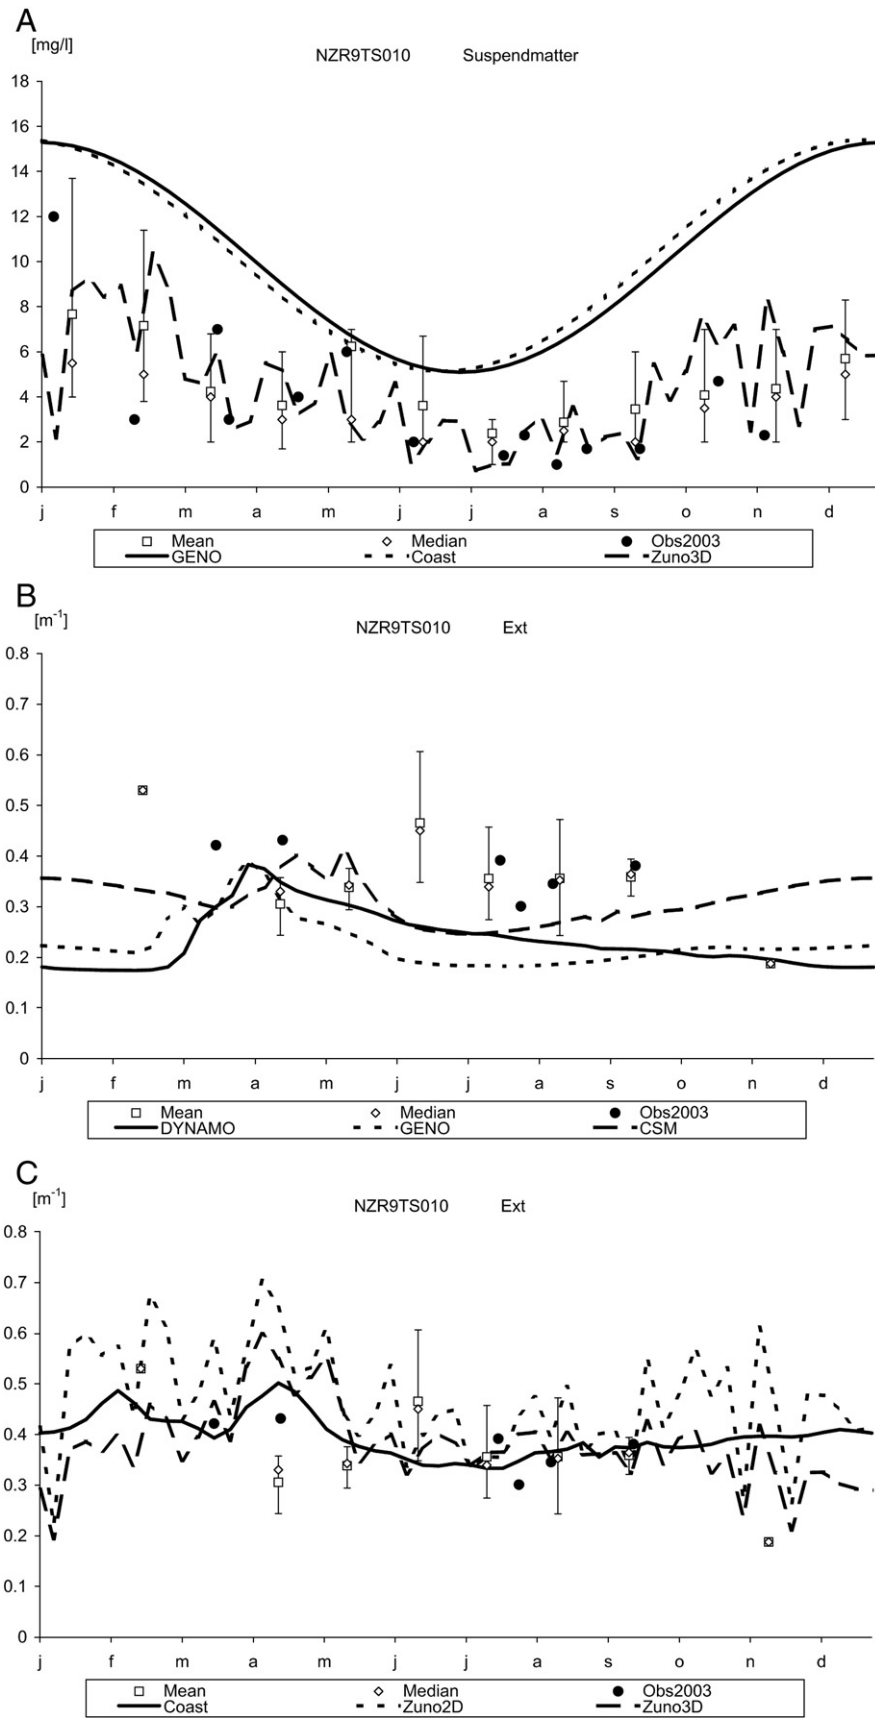 A
[mg/l]
NZR9TS010 Suspendmatter
18
16
14
12
10
8
6
4
2
0
j f m a m j j a s o n d
Mean Median Obs2003
GENO Coast Zuno3D
B
[m-1]
NZR9TS010 Ext
0.8
0.7
0.6
0.5
0.4
0.3
0.2
0.1
0
j f m a m j j a s o n d
Mean Median Obs2003
DYNAMO GENO CSM
C
[m-1]
NZR9TS010 Ext
0.8
0.7
0.6
0.5
0.4
0.3
0.2
0.1
0
j f m a m j j a s o n d
Mean Median Obs2003
Coast Zuno2D Zuno3D